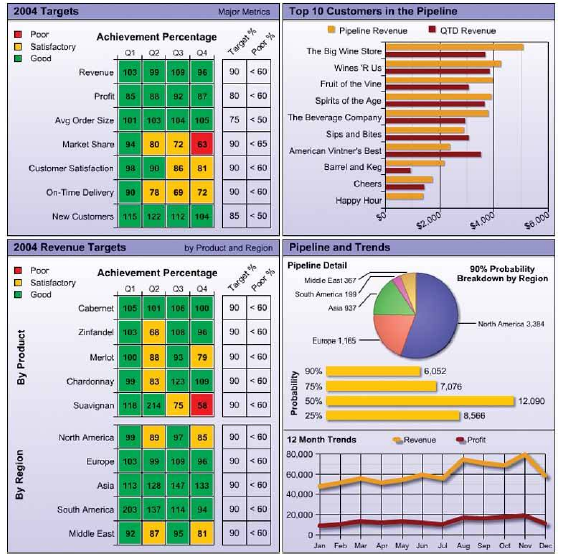 2004 Targets Major Metrics
Poor
Satisfactory
Good
Achievement Percentage
Q1 Q2 Q3 Q4 Target % Poor %
Revenue 103 99 109 96 90 < 60
Profit 85 88 92 87 80 < 60
Avg Order Size 101 103 104 105 75 < 50
Market Share 94 80 72 63 90 < 65
Customer Satisfaction 98 90 86 81 90 < 60
On-Time Delivery 90 78 69 72 90 < 60
New Customers 115 122 112 104 85 < 50
Top 10 Customers in the Pipeline
Pipeline Revenue QTD Revenue
The Big Wine Store
Wines 'R Us
Fruit of the Vine
Spirits of the Age
The Beverage Company
Sips and Bites
American Vintner's Best
Barrel and Keg
Cheers
Happy Hour
$0 $2,000 $4,000 $6,000
2004 Revenue Targets by Product and Region
Poor
Satisfactory
Good
Achievement Percentage
Q1 Q2 Q3 Q4 Target % Poor %
By Product
Cabernet 105 101 106 100 90 < 60
Zinfandel 103 68 109 96 90 < 60
Merlot 100 88 93 79 90 < 60
Chardonnay 99 83 123 109 90 < 60
Suavignan 118 214 75 58 90 < 60
By Region
North America 99 89 97 85 90 < 60
Europe 103 99 109 96 90 < 60
Asia 113 128 147 133 90 < 60
South America 203 137 114 94 90 < 60
Middle East 92 87 95 81 90 < 60
Pipeline and Trends
Pipeline Detail
90% Probability
Breakdown by Region
Middle East 367
South America 199
Asia 937
North America 3,384
Europe 1,165
Probability
90% 6,052
75% 7,076
50% 12,090
25% 8,566
12 Month Trends Revenue Profit
80,000
60,000
40,000
20,000
0
Jan Feb Mar Apr May Jun Jul Aug Sep Oct Nov Dec